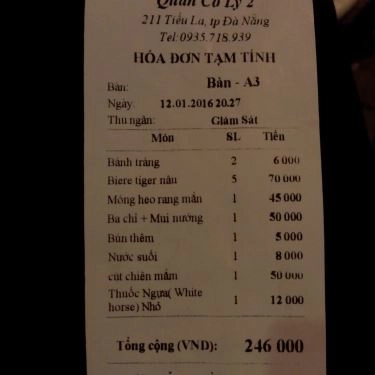 Quán Cô Lý 2
211 Tiểu La, tp Đà Nẵng
Tel:0935.718.939
HÓA ĐƠN TẠM TÍNH
Bàn: Bàn - A3
Ngày: 12.01.2016 20.27
Thu ngân: Giám Sát
Món SL Tiền
Bánh tráng 2 6 000
Biere tiger nâu 5 70 000
Móng heo rang mắn 1 45 000
Ba chỉ + Mui nướng 1 50 000
Bún thêm 1 5 000
Nước suối 1 8 000
cút chiên mắm 1 50 000
Thuốc Ngựa( White
horse) Nhỏ 1 12 000
Tổng cộng (VND): 246 000